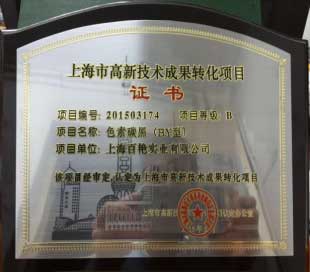 上海市高新技术成果转化项目
证书
项目编号: 201503174 项目等级: B
项目名称: 色素碳黑 (BN型)
项目单位: 上海百艳实业有限公司
该项目经审定,认定为上海市高新技术成果转化项目